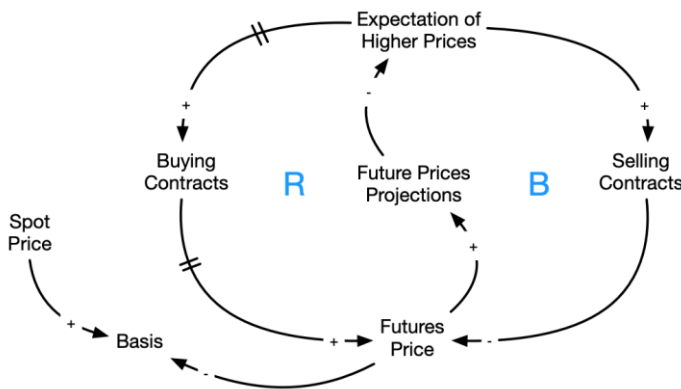 Expectation of
Higher Prices
+
-
+
Buying
Contracts
R
Future Prices
Projections
B
Selling
Contracts
Spot
Price
+
+
Basis
+
Futures
Price
-
-